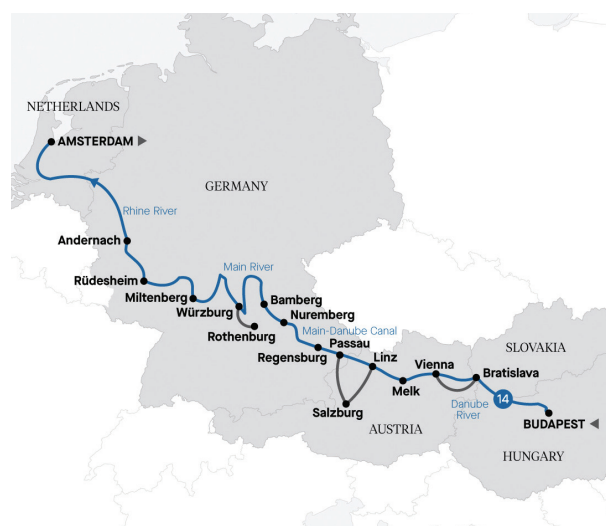 NETHERLANDS
AMSTERDAM
GERMANY
Rhine River
Andernach
Main River
Rüdesheim
Miltenberg
Bamberg
Würzburg
Nuremberg
Rothenburg
Main-Danube Canal
Passau
Regensburg
Linz
SLOVAKIA
Vienna
Bratislava
Melk
14
Salzburg
Danube
River
BUDAPEST
AUSTRIA
HUNGARY